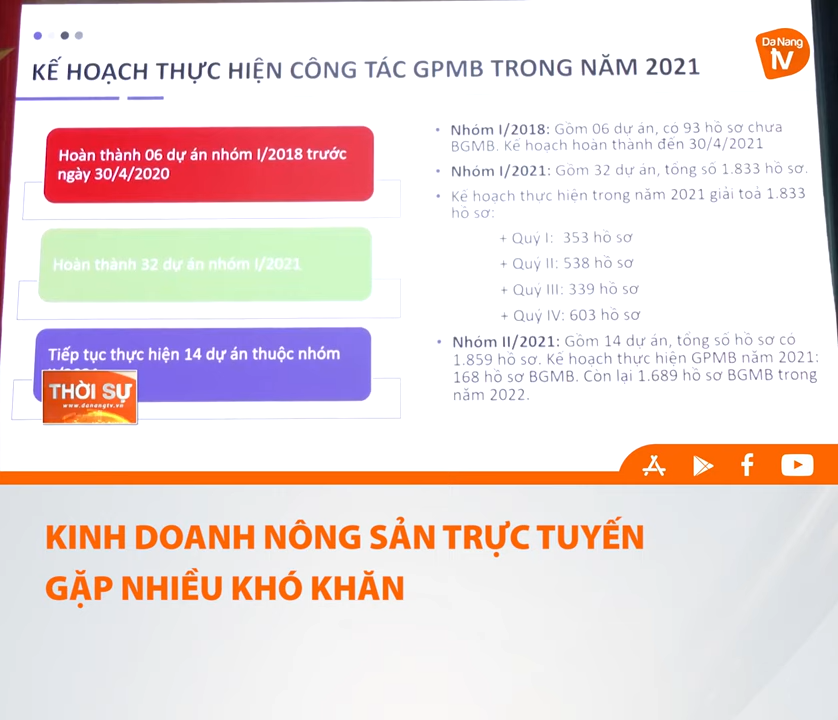 Da Nang
tv
KẾ HOẠCH THỰC HIỆN CÔNG TÁC GPMB TRONG NĂM 2021
Hoàn thành 06 dự án nhóm I/2018 trước
ngày 30/4/2020
Hoàn thành 32 dự án nhóm I/2021
Tiếp tục thực hiện 14 dự án thuộc nhóm
• Nhóm I/2018: Gồm 06 dự án, có 93 hồ sơ chưa
BGMB. Kế hoạch hoàn thành đến 30/4/2021
• Nhóm I/2021: Gồm 32 dự án, tổng số 1.833 hồ sơ.
• Kế hoạch thực hiện trong năm 2021 giải toả 1.833
hồ sơ:
+ Quý I: 353 hồ sơ
+ Quý II: 538 hồ sơ
+ Quý III: 339 hồ sơ
+ Quý IV: 603 hồ sơ
• Nhóm II/2021: Gồm 14 dự án, tổng số hồ sơ có
1.859 hồ sơ. Kế hoạch thực hiện GPMB năm 2021:
168 hồ sơ BGMB. Còn lại 1.689 hồ sơ BGMB trong
năm 2022.
THỜI SỰ
www.danangtv.vn
KINH DOANH NÔNG SẢN TRỰC TUYẾN
GẶP NHIỀU KHÓ KHĂN